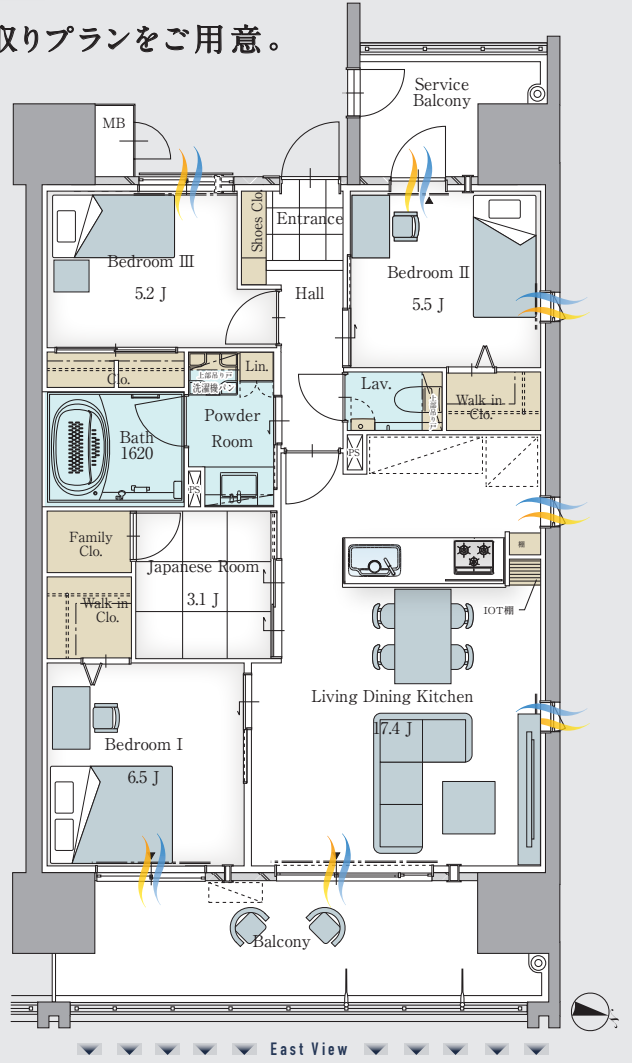 取りプランをご用意。
Service
Balcony
MB
Shoes Clo.
Entrance
Bedroom Ⅲ
5.2 J
Hall
Bedroom Ⅱ
5.5 J
Clo.
上部吊り戸
洗濯機パン
Lin.
Lav.
Walk in
Clo.
Powder
Room
Bath
1620
PS
PS
Family
Clo.
Japanese Room
3.1 J
棚
IOT棚
Walk in
Clo.
Living Dining Kitchen
17.4 J
Bedroom I
6.5 J
Balcony
East View